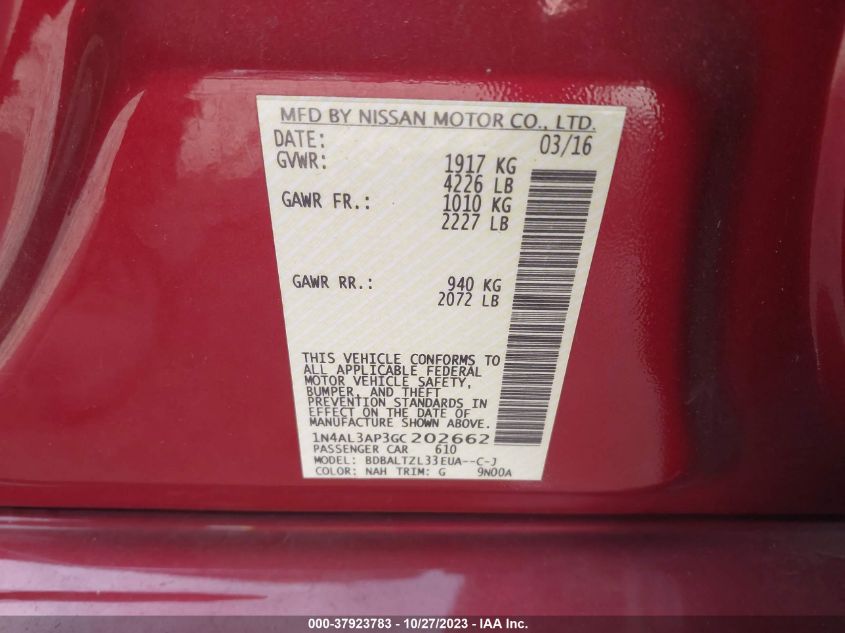 MFD BY NISSAN MOTOR CO., LTD.
DATE: 03/16
GVWR: 1917 KG
4226 LB
GAWR FR.: 1010 KG
2227 LB
GAWR RR.: 940 KG
2072 LB
THIS VEHICLE CONFORMS TO
ALL APPLICABLE FEDERAL
MOTOR VEHICLE SAFETY,
BUMPER, AND THEFT
PREVENTION STANDARDS IN
EFFECT ON THE DATE OF
MANUFACTURE SHOWN ABOVE.
1N4AL3AP3GC202662
PASSENGER CAR 610
MODEL: BDBALTZL33EUA--C-J
COLOR: NAH TRIM: G 9N00A
000-37923783 - 10/27/2023 - Copyright © 2023 IAA, Inc.